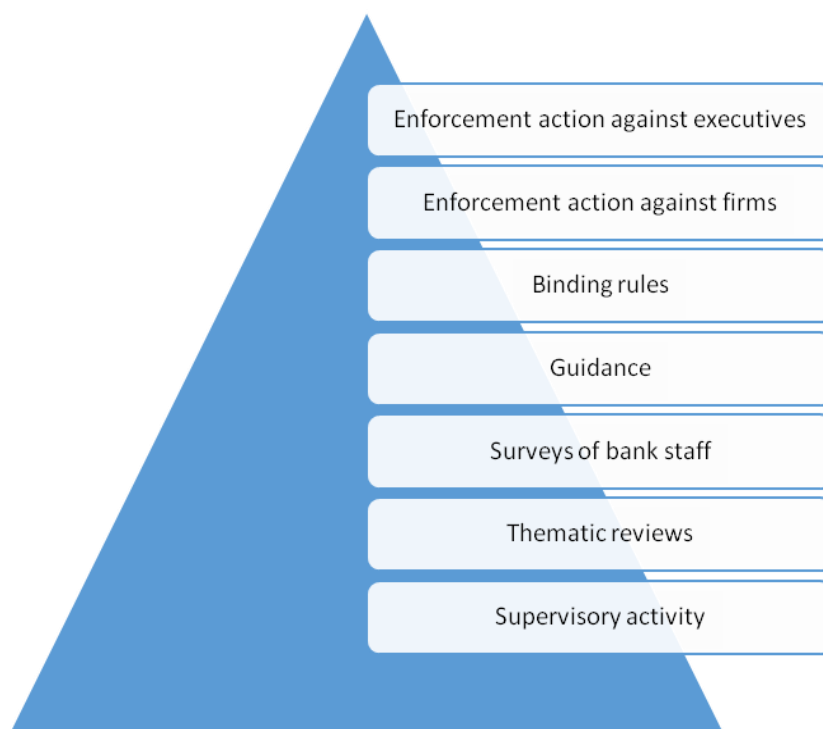 Enforcement action against executives
Enforcement action against firms
Binding rules
Guidance
Surveys of bank staff
Thematic reviews
Supervisory activity